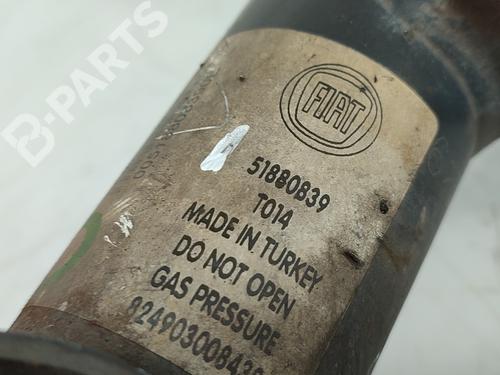 B-PARTS
FIAT
51880839
T014
MADE IN TURKEY
DO NOT OPEN
GAS PRESSURE